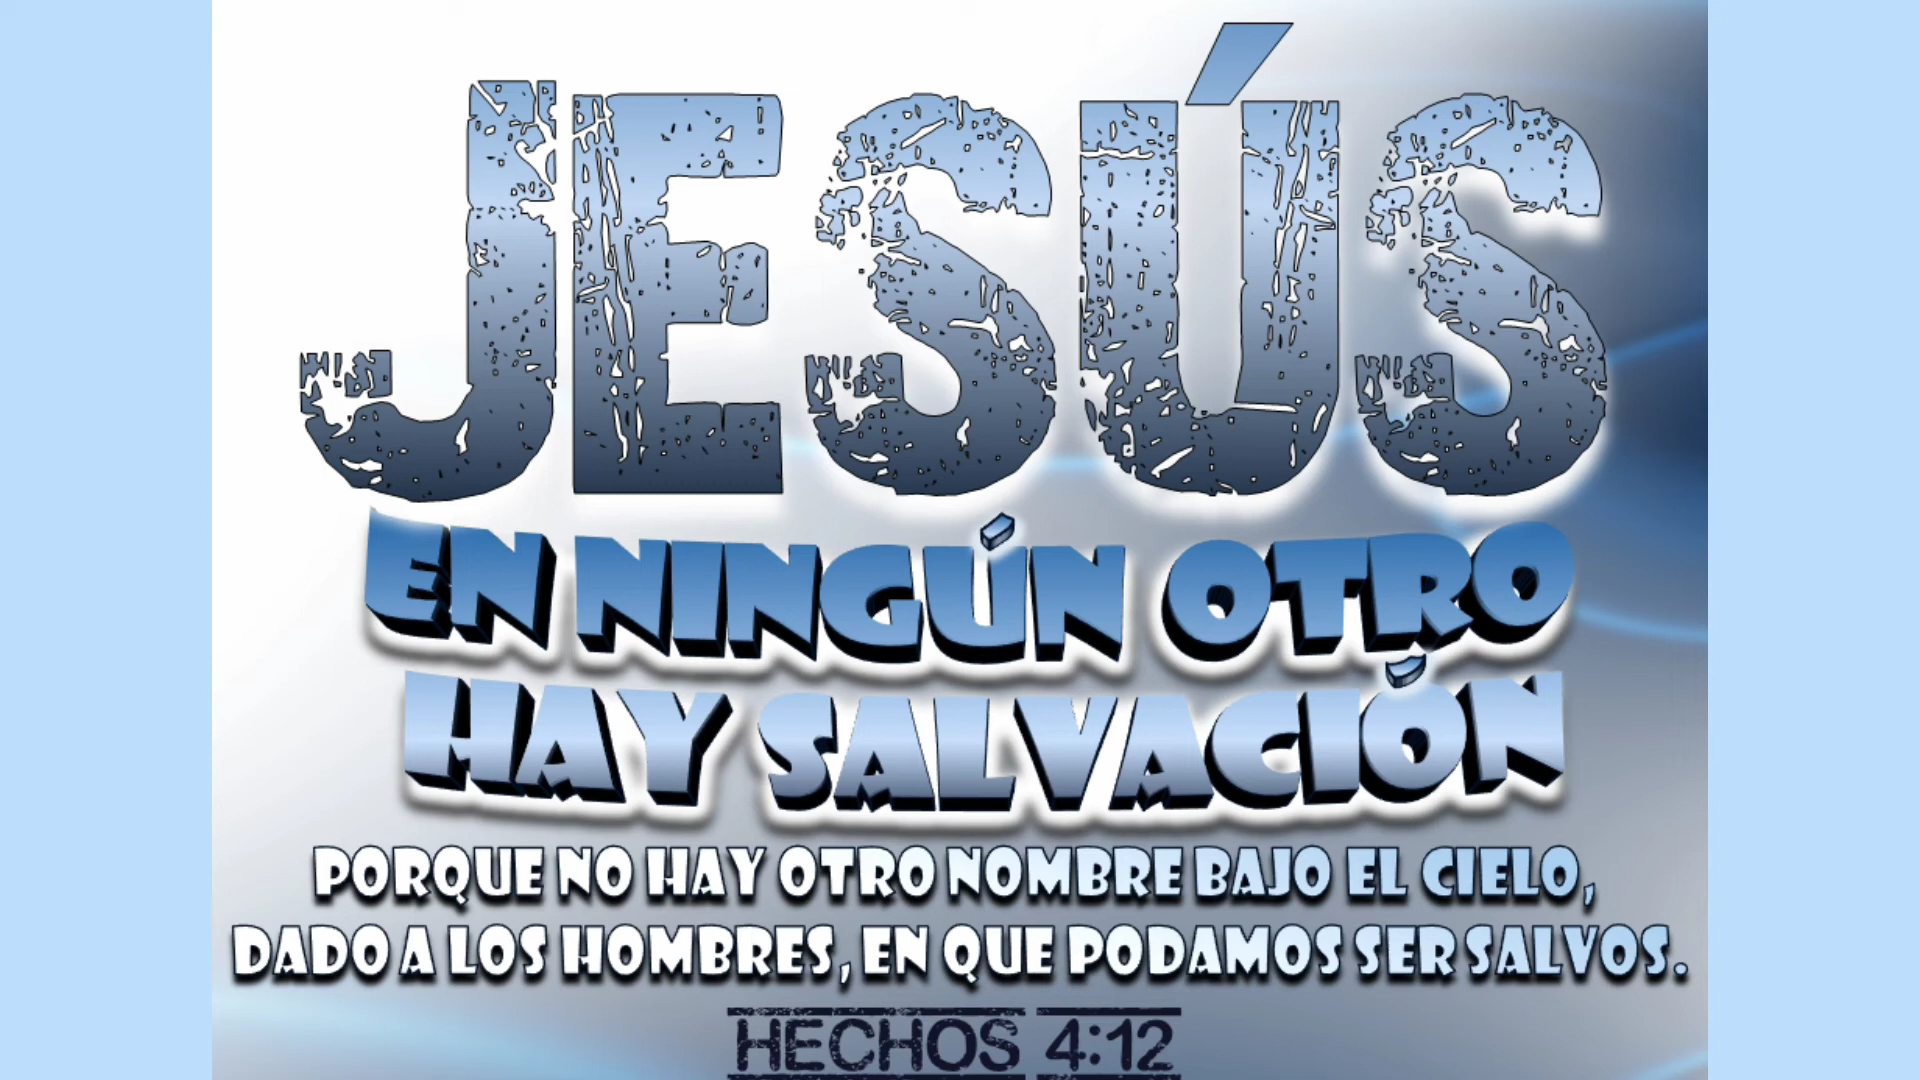 JESÚS
EN NINGÚN OTRO
HAY SALVACIÓN
PORQUE NO HAY OTRO NOMBRE BAJO EL CIELO,
DADO A LOS HOMBRES, EN QUE PODAMOS SER SALVOS.
HECHOS 4:12